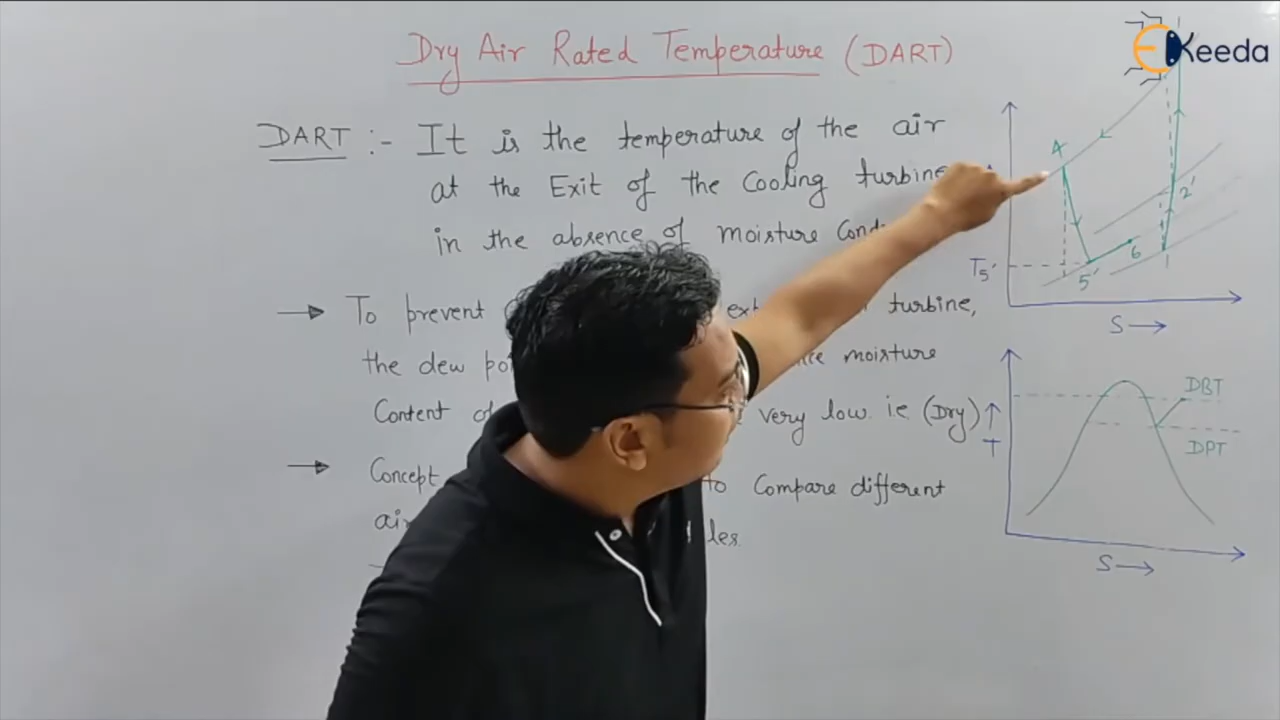 Dry Air Rated Temperature (DART)
EKeeda
DART :- It is the temperature of the air
at the Exit of the Cooling turbine
in the absence of moisture
To prevent turbine,
the dew moisture
Content very low. ie (Dry)
Concept to Compare different
4
2'
6
5'
T5'
S →
DBT
DPT
T
S →